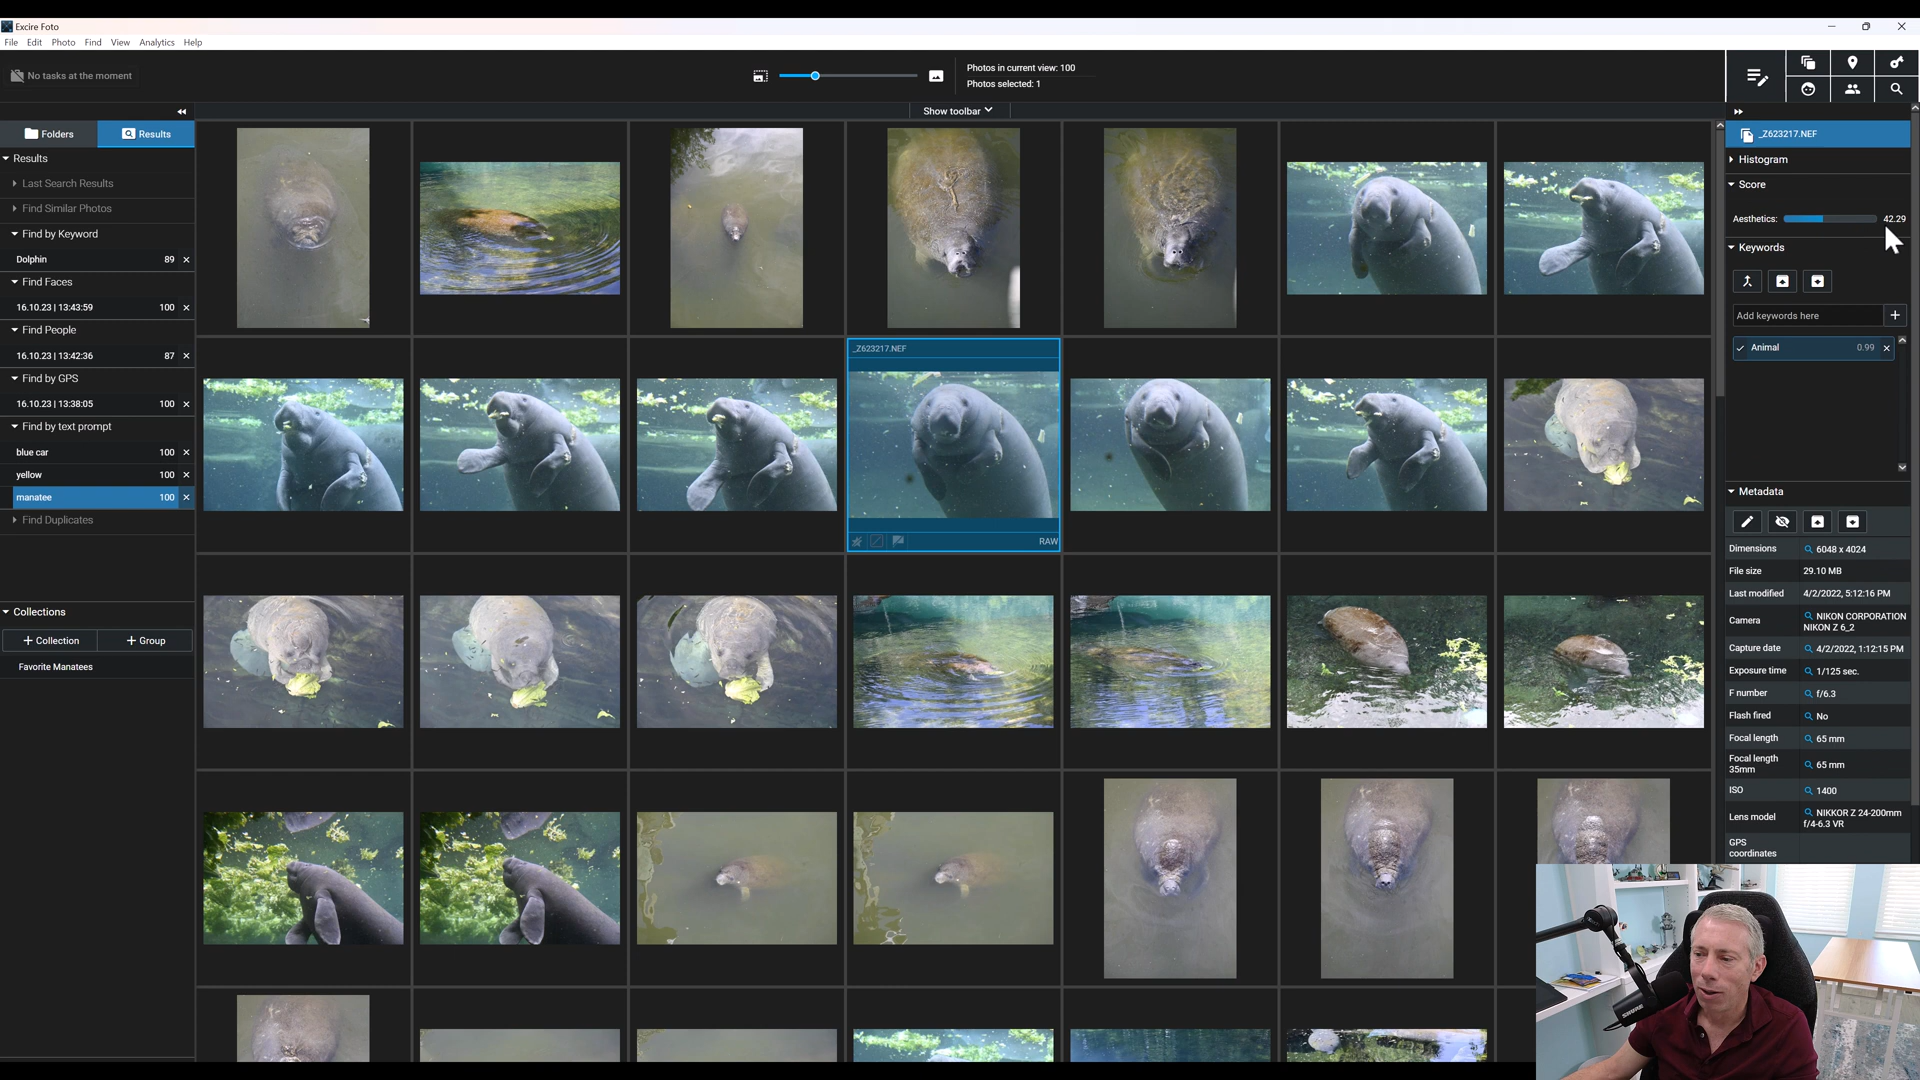 Excire Foto
File Edit Photo Find View Analytics Help
No tasks at the moment
Photos in current view: 100
Photos selected: 1
Show toolbar
Folders
Results
Results
Last Search Results
Find Similar Photos
Find by Keyword
Dolphin 89
Find Faces
16.10.23 | 13:43:59 100
Find People
16.10.23 | 13:42:36 87
Find by GPS
16.10.23 | 13:38:05 100
Find by text prompt
blue car 100
yellow 100
manatee 100
Find Duplicates
Collections
+ Collection
+ Group
Favorite Manatees
_Z623217.NEF
RAW
_Z623217.NEF
Histogram
Score
Aesthetics: 42.29
Keywords
Add keywords here
Animal 0.99
Metadata
Dimensions 6048 x 4024
File size 29.10 MB
Last modified 4/2/2022, 5:12:16 PM
Camera NIKON CORPORATION
NIKON Z 6_2
Capture date 4/2/2022, 1:12:15 PM
Exposure time 1/125 sec.
F number f/6.3
Flash fired No
Focal length 65 mm
Focal length
35mm 65 mm
ISO 1400
Lens model NIKKOR Z 24-200mm
f/4-6.3 VR
GPS
coordinates
SHURE